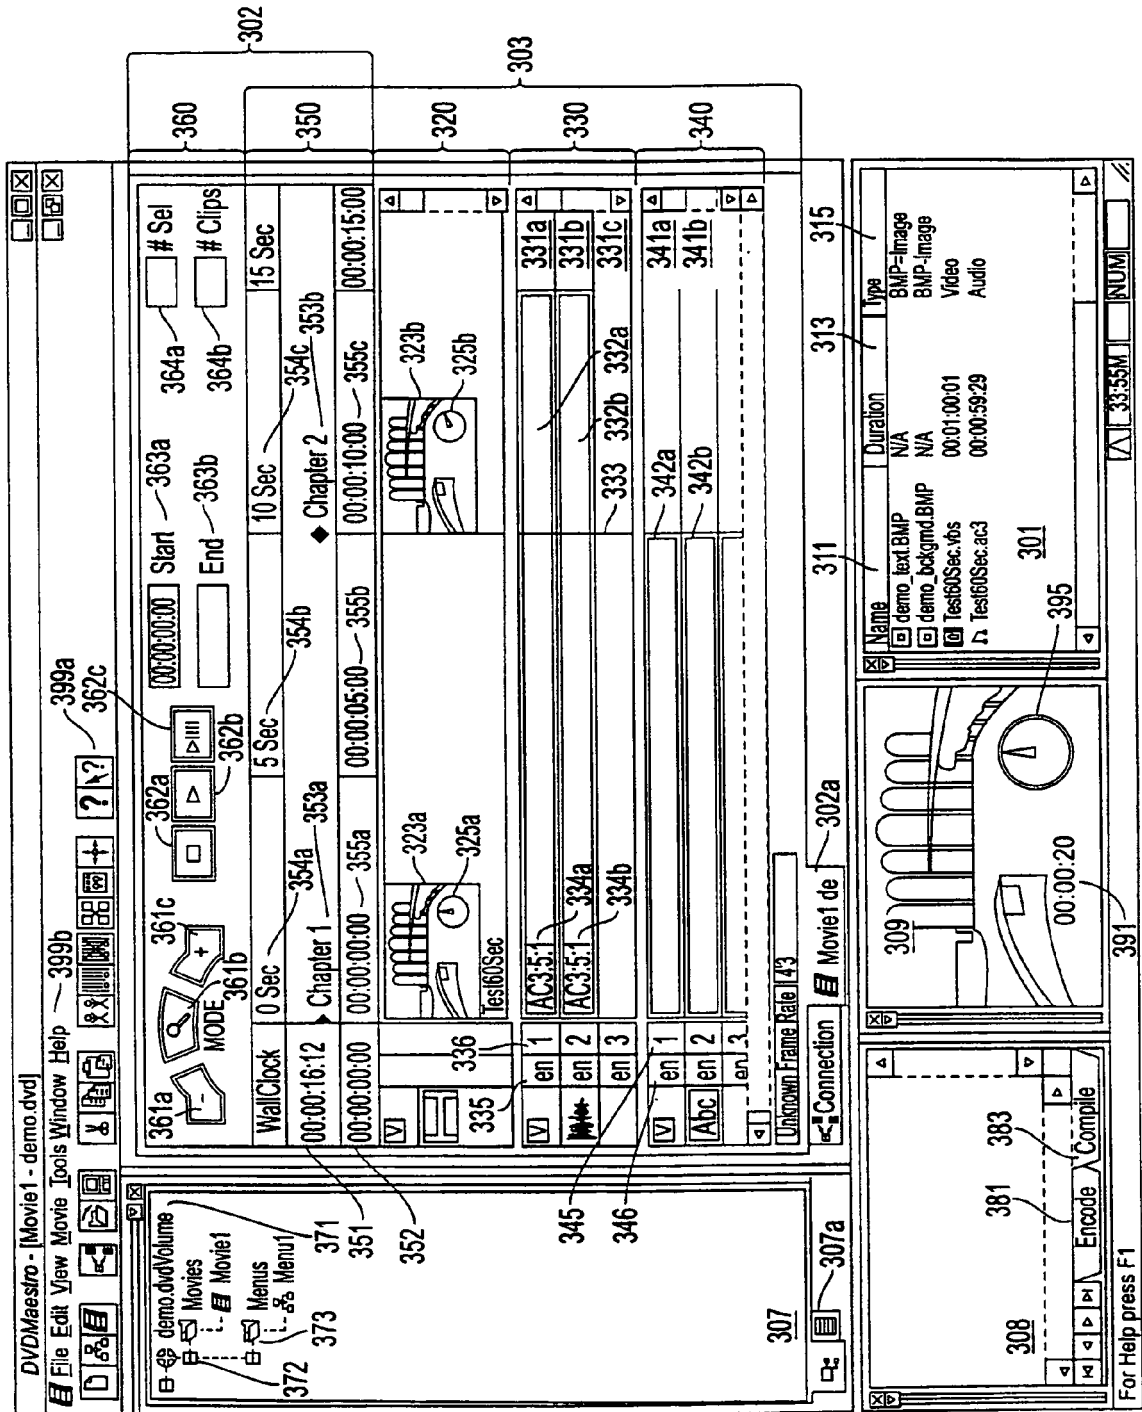 DVDMaestro - [Movie1 - demo.dvd]
File Edit View Movie Tools Window Help
399b
399a
? ?
demo.dvdVolume
Movies
Movie1
Menus
Menu1
371
372
373
307
307a
361a
361b
361c
MODE
362a
362b
362c
00:00:00:00 Start 363a
End 363b
364a # Sel
364b # Clips
360
302
WallClock 0 Sec 354a 5 Sec 354b 10 Sec 354c 15 Sec
00:00:16:12 Chapter 1 353a Chapter 2 353b
00:00:00:00 00:00:00:00 355a 00:00:05:00 355b 00:00:10:00 355c 00:00:15:00
351
352
350
303
V
323a
325a
Test60Sec
323b
325b
320
335
336
V en 1 AC3:5:1 334a 331a
en 2 AC3:5:1 334b 331b
en 3 331c
332a
332b
333
330
345
346
V en 1 342a 341a
Abc en 2 342b 341b
en 3
340
Unknown Frame Rate 4:3
Connection Movie1 de 302a
308
381
383
Encode Compile
309
00:00:20
391
395
311
313
315
Name Duration Type
demo_text.BMP N/A BMP=Image
demo_bckgrnd.BMP N/A BMP-Image
Test60Sec.vbs 00:01:00:01 Video
Test60Sec.ac3 00:00:59:29 Audio
301
For Help press F1
33:55M NUM